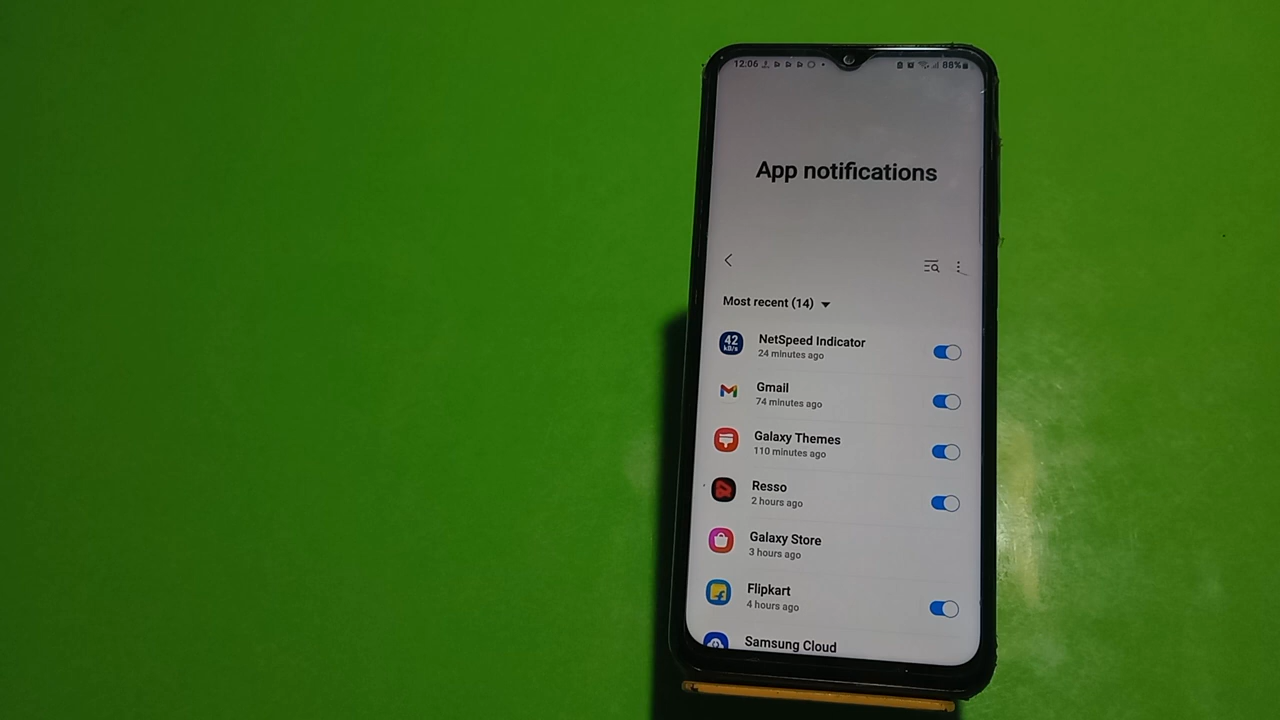 12.06
88%
App notifications
Most recent (14)
42
kB/s
NetSpeed Indicator
24 minutes ago
Gmail
74 minutes ago
Galaxy Themes
110 minutes ago
Resso
2 hours ago
Galaxy Store
3 hours ago
Flipkart
4 hours ago
Samsung Cloud